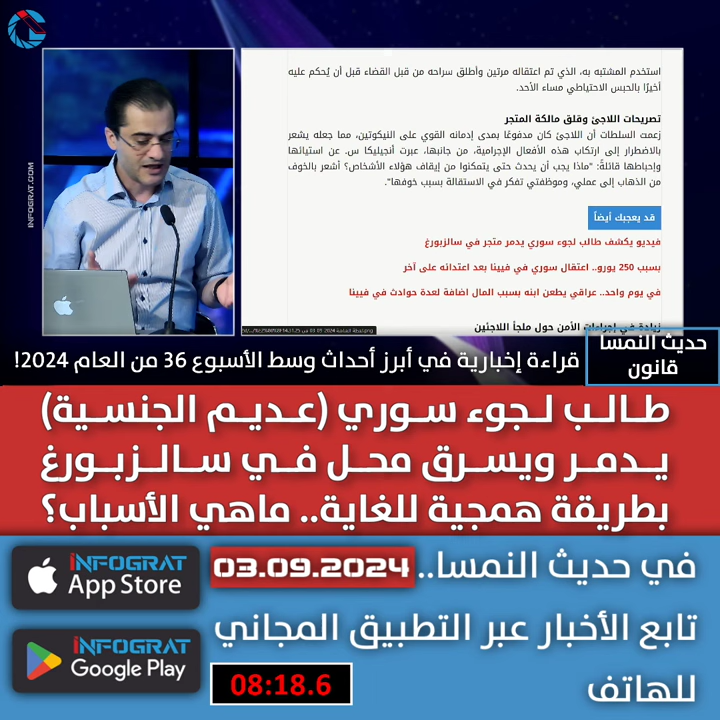 استخدم المشتبه به، الذي تم اعتقاله مرتين وأطلق سراحه من قبل القضاء قبل أن يُحكم عليه
أخيرًا بالحبس الاحتياطي مساء الأحد.
تصريحات اللاجئ وقلق مالكة المتجر
زعمت السلطات أن اللاجئ كان مدفوعًا بمدى إدمانه القوي على النيكوتين، مما جعله يشعر
بالاضطرار إلى ارتكاب هذه الأفعال الإجرامية، من جانبها، عبرت أنجيليكا س. عن استيائها
وإحباطها قائلةً: "ماذا يجب أن يحدث حتى يتمكنوا من إيقاف هؤلاء الأشخاص؟ أشعر بالخوف
من الذهاب إلى عملي، وموظفتي تفكر في الاستقالة بسبب خوفها".
قد يعجبك أيضاً
فيديو يكشف طالب لجوء سوري يدمر متجر في سالزبورغ
بسبب 250 يورو.. اعتقال سوري في فيينا بعد اعتدائه على آخر
في يوم واحد.. عراقي يطعن ابنه بسبب المال اضافة لعدة حوادث في فيينا
زيادة في إجراءات الأمن حول ملجأ اللاجئين
INFOGRAT.COM
حديث النمسا
قانون
قراءة إخبارية في أبرز أحداث وسط الأسبوع 36 من العام 2024!
طالب لجوء سوري (عديم الجنسية)
يدمر ويسرق محل في سالزبورغ
بطريقة همجية للغاية.. ماهي الأسباب؟
في حديث النمسا.. 03.09.2024
تابع الأخبار عبر التطبيق المجاني
للهاتف
INFOGRAT
App Store
INFOGRAT
Google Play
08:18.6